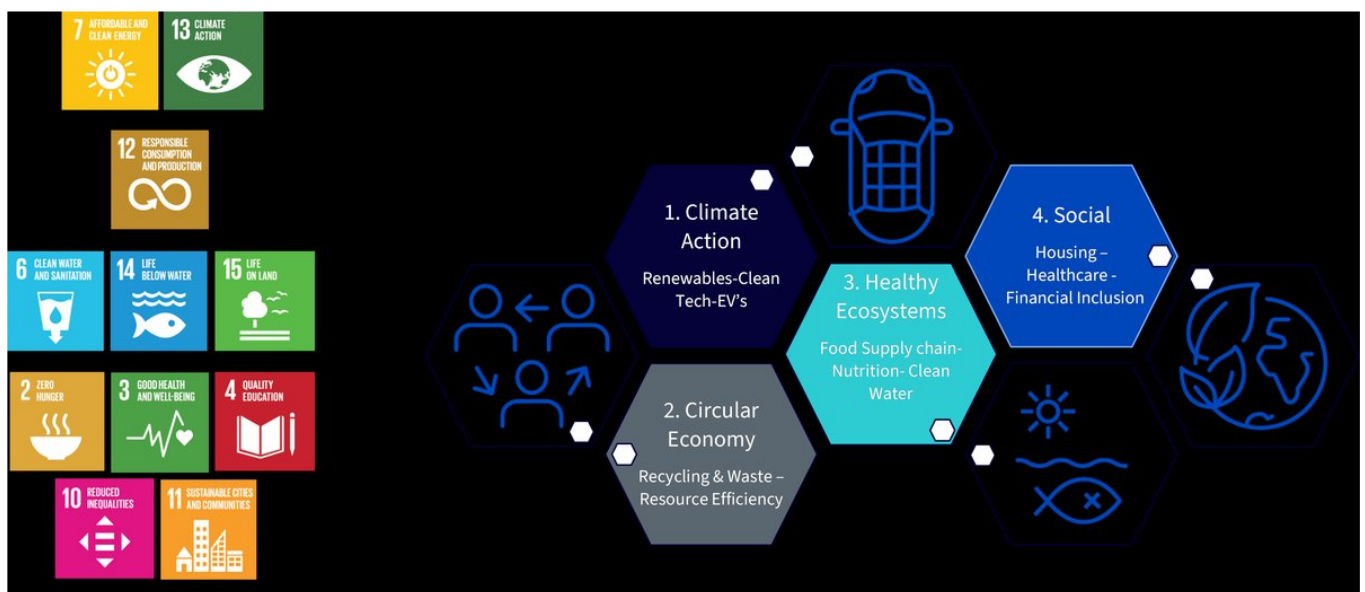 7 AFFORDABLE AND
CLEAN ENERGY
13 CLIMATE
ACTION
12 RESPONSIBLE
CONSUMPTION
AND PRODUCTION
6 CLEAN WATER
AND SANITATION
14 LIFE
BELOW WATER
15 LIFE
ON LAND
2 ZERO
HUNGER
3 GOOD HEALTH
AND WELL-BEING
4 QUALITY
EDUCATION
10 REDUCED
INEQUALITIES
11 SUSTAINABLE CITIES
AND COMMUNITIES
1. Climate
Action
Renewables-Clean
Tech-EV's
2. Circular
Economy
Recycling & Waste –
Resource Efficiency
3. Healthy
Ecosystems
Food Supply chain-
Nutrition- Clean
Water
4. Social
Housing –
Healthcare -
Financial Inclusion